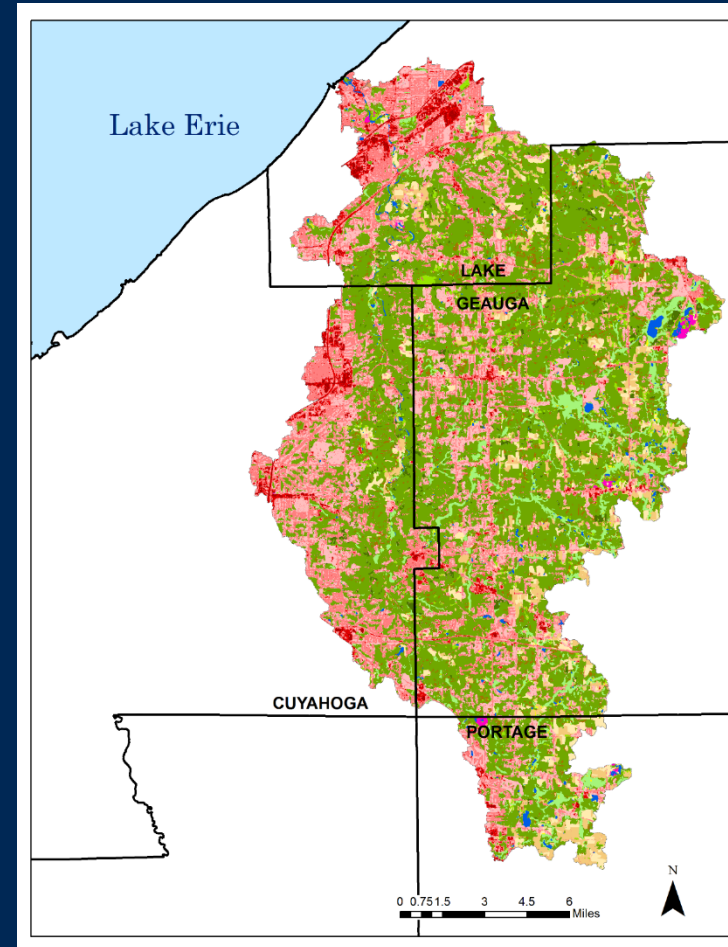 Lake Erie
LAKE
GEAUGA
CUYAHOGA
PORTAGE
N
0 0.75 1.5 3 4.5 6
Miles